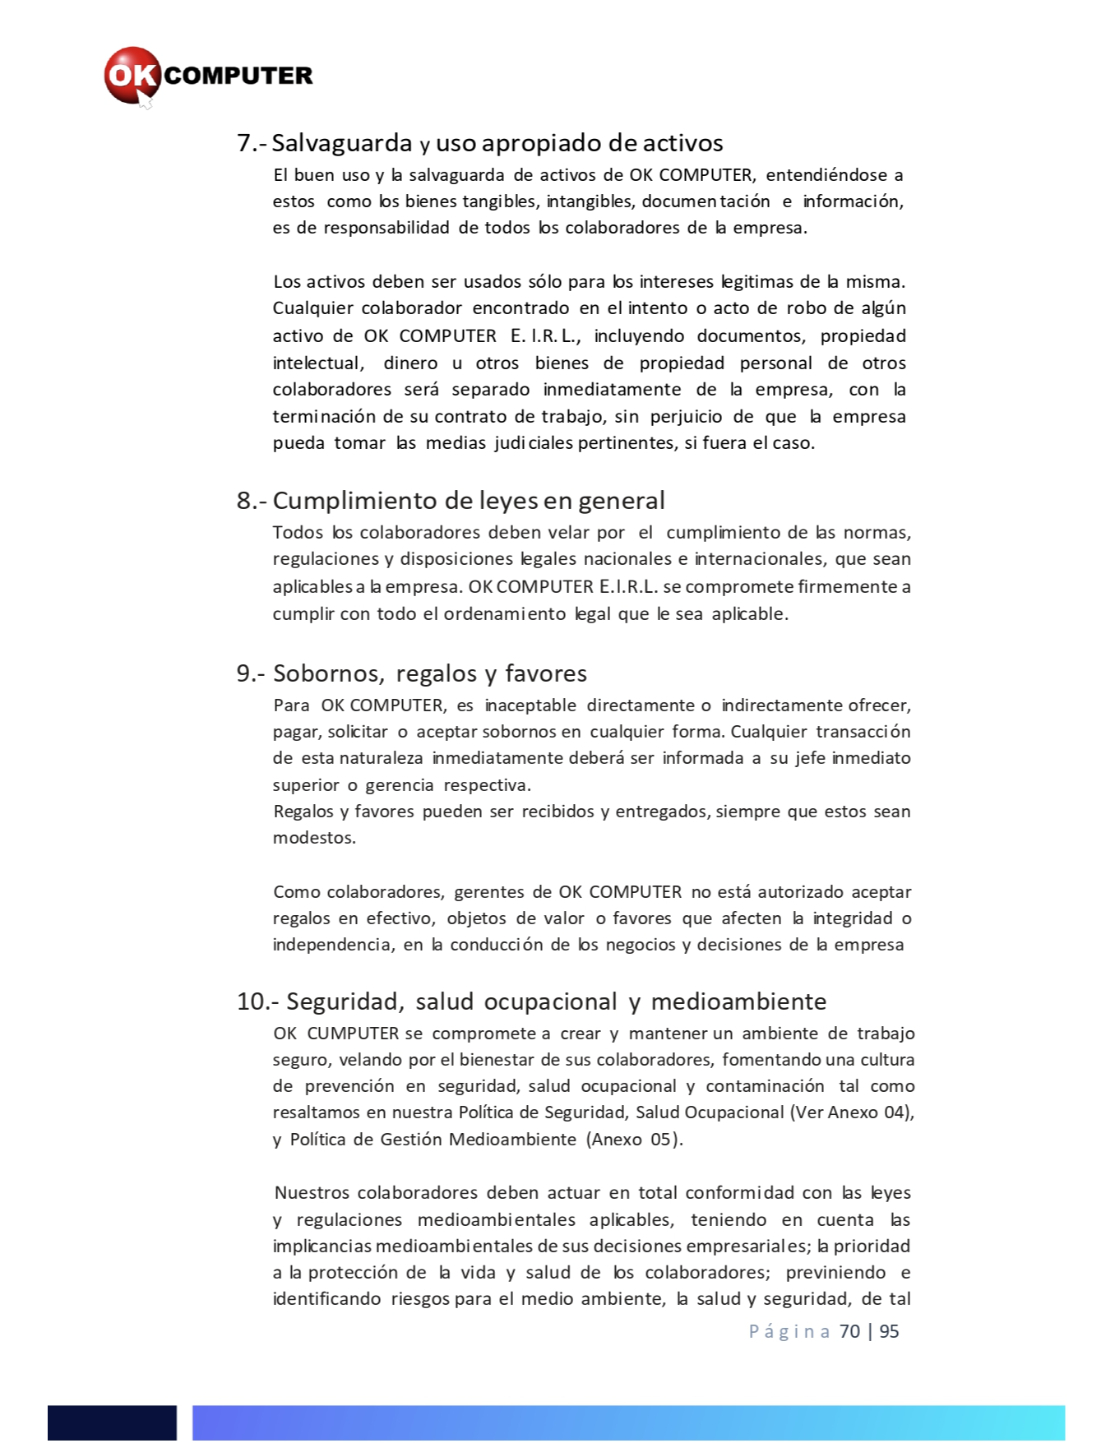 OK COMPUTER
7.- Salvaguarda y uso apropiado de activos
El buen uso y la salvaguarda de activos de OK COMPUTER, entendiéndose a
estos como los bienes tangibles, intangibles, documentación e información,
es de responsabilidad de todos los colaboradores de la empresa.
Los activos deben ser usados sólo para los intereses legitimas de la misma.
Cualquier colaborador encontrado en el intento o acto de robo de algún
activo de OK COMPUTER E. I.R. L., incluyendo documentos, propiedad
intelectual, dinero u otros bienes de propiedad personal de otros
colaboradores será separado inmediatamente de la empresa, con la
terminación de su contrato de trabajo, sin perjuicio de que la empresa
pueda tomar las medias judiciales pertinentes, si fuera el caso.
8.- Cumplimiento de leyes en general
Todos los colaboradores deben velar por el cumplimiento de las normas,
regulaciones y disposiciones legales nacionales e internacionales, que sean
aplicables a la empresa. OK COMPUTER E.I.R.L. se compromete firmemente a
cumplir con todo el ordenamiento legal que le sea aplicable.
9.- Sobornos, regalos y favores
Para OK COMPUTER, es inaceptable directamente o indirectamente ofrecer,
pagar, solicitar o aceptar sobornos en cualquier forma. Cualquier transacción
de esta naturaleza inmediatamente deberá ser informada a su jefe inmediato
superior o gerencia respectiva.
Regalos y favores pueden ser recibidos y entregados, siempre que estos sean
modestos.
Como colaboradores, gerentes de OK COMPUTER no está autorizado aceptar
regalos en efectivo, objetos de valor o favores que afecten la integridad o
independencia, en la conducción de los negocios y decisiones de la empresa
10.- Seguridad, salud ocupacional y medioambiente
OK CUMPUTER se compromete a crear y mantener un ambiente de trabajo
seguro, velando por el bienestar de sus colaboradores, fomentando una cultura
de prevención en seguridad, salud ocupacional y contaminación tal como
resaltamos en nuestra Política de Seguridad, Salud Ocupacional (Ver Anexo 04),
y Política de Gestión Medioambiente (Anexo 05).
Nuestros colaboradores deben actuar en total conformidad con las leyes
y regulaciones medioambientales aplicables, teniendo en cuenta las
implicancias medioambientales de sus decisiones empresariales; la prioridad
a la protección de la vida y salud de los colaboradores; previniendo e
identificando riesgos para el medio ambiente, la salud y seguridad, de tal
Página 70 | 95